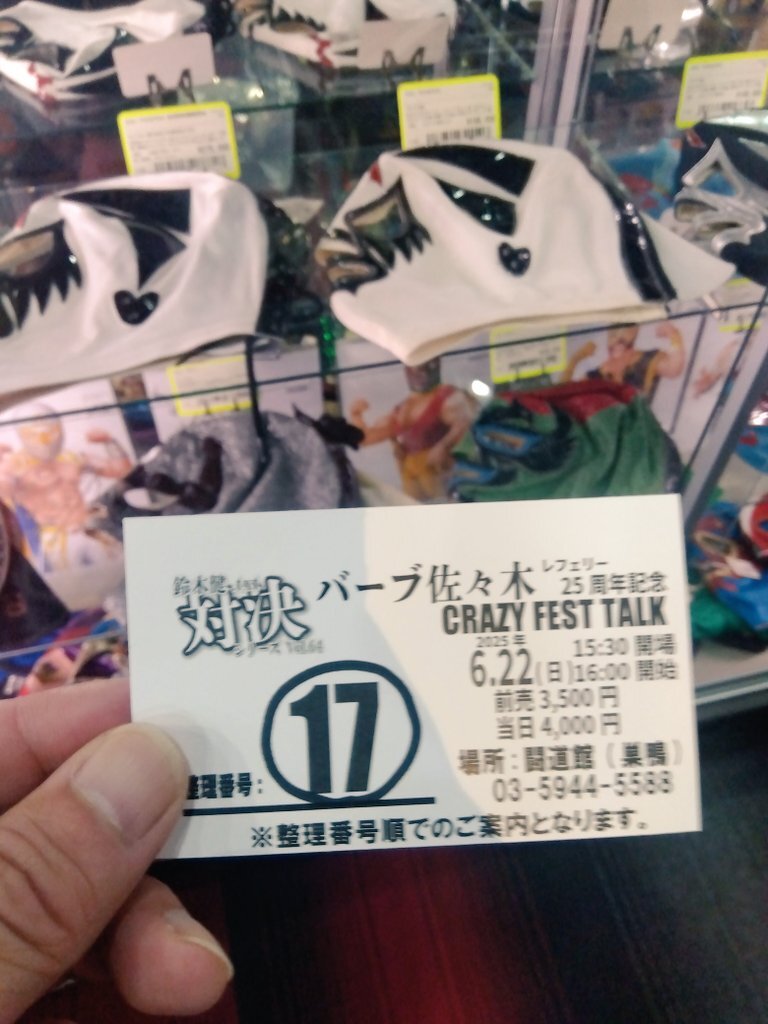 鈴木健.txt
対決
シリーズ Vol.64
バーブ佐々木
レフェリー
25周年記念
CRAZY FEST TALK
2025年
6.22(日)
15:30 開場
16:00 開始
前売 3,500円
当日 4,000円
場所:闘道館(巣鴨)
03-5944-5588
整理番号:
17
※整理番号順でのご案内となります。